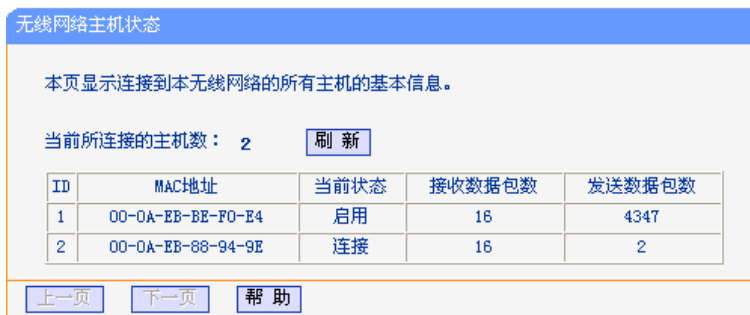 无线网络主机状态
本页显示连接到本无线网络的所有主机的基本信息。
当前所连接的主机数： 2 刷 新
ID MAC地址 当前状态 接收数据包数 发送数据包数
1 00-0A-EB-BE-F0-E4 启用 16 4347
2 00-0A-EB-88-94-9E 连接 16 2
上一页 下一页 帮 助